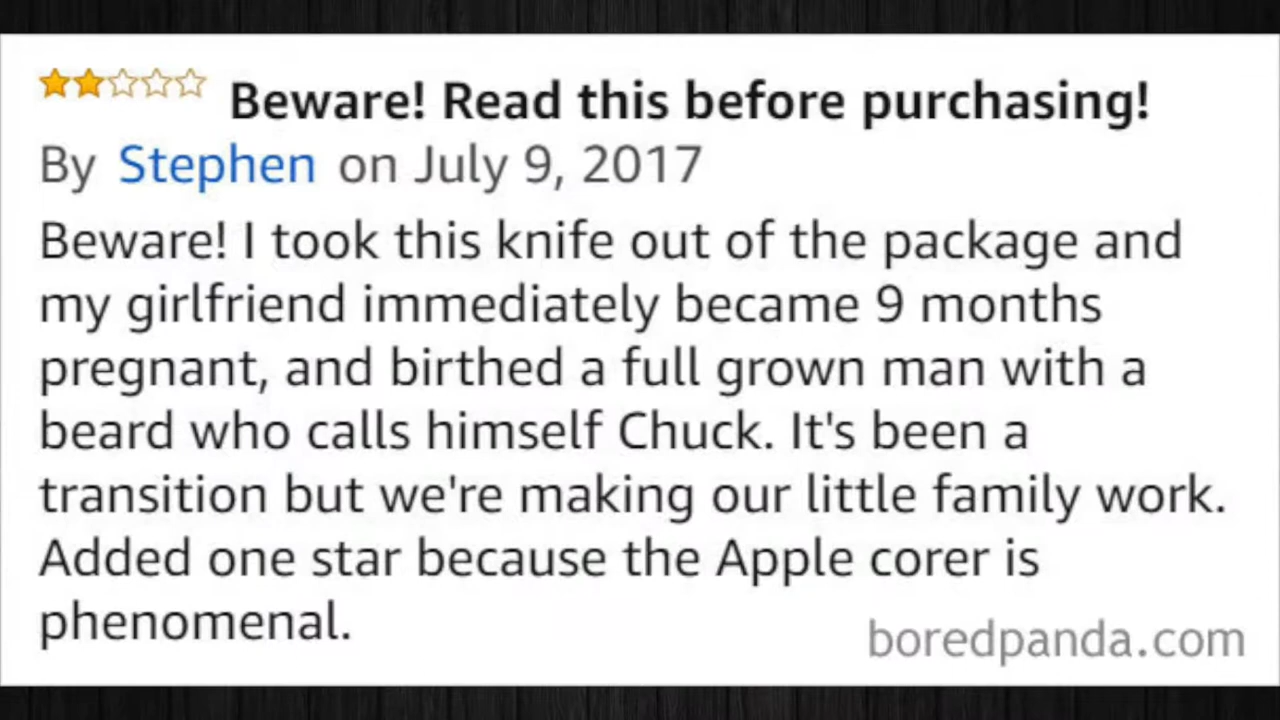 Beware! Read this before purchasing!
By Stephen on July 9, 2017
Beware! I took this knife out of the package and
my girlfriend immediately became 9 months
pregnant, and birthed a full grown man with a
beard who calls himself Chuck. It's been a
transition but we're making our little family work.
Added one star because the Apple corer is
phenomenal.
boredpanda.com